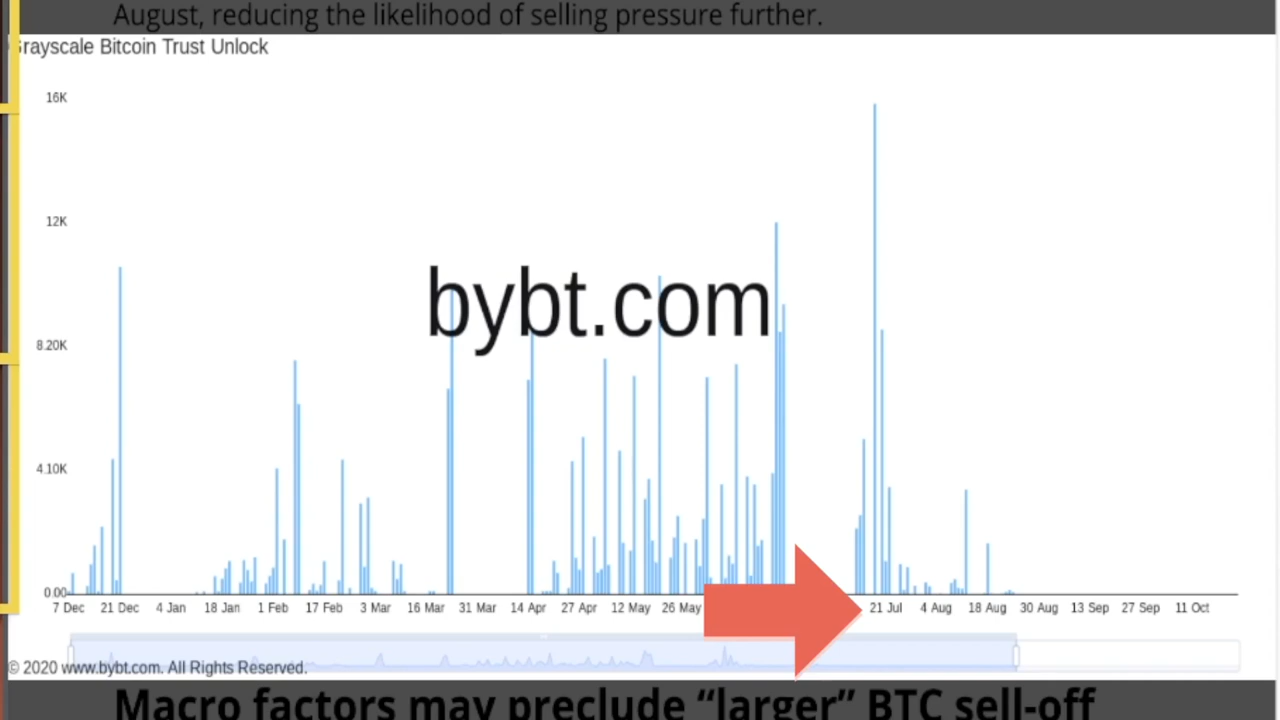 August, reducing the likelihood of selling pressure further.
Grayscale Bitcoin Trust Unlock
16K
12K
bybt.com
8.20K
4.10K
0.00
7 Dec 21 Dec 4 Jan 18 Jan 1 Feb 17 Feb 3 Mar 16 Mar 31 Mar 14 Apr 27 Apr 12 May 26 May 21 Jul 4 Aug 18 Aug 30 Aug 13 Sep 27 Sep 11 Oct
© 2020 www.bybt.com. All Rights Reserved.
Macro factors may preclude “larger” BTC sell-off